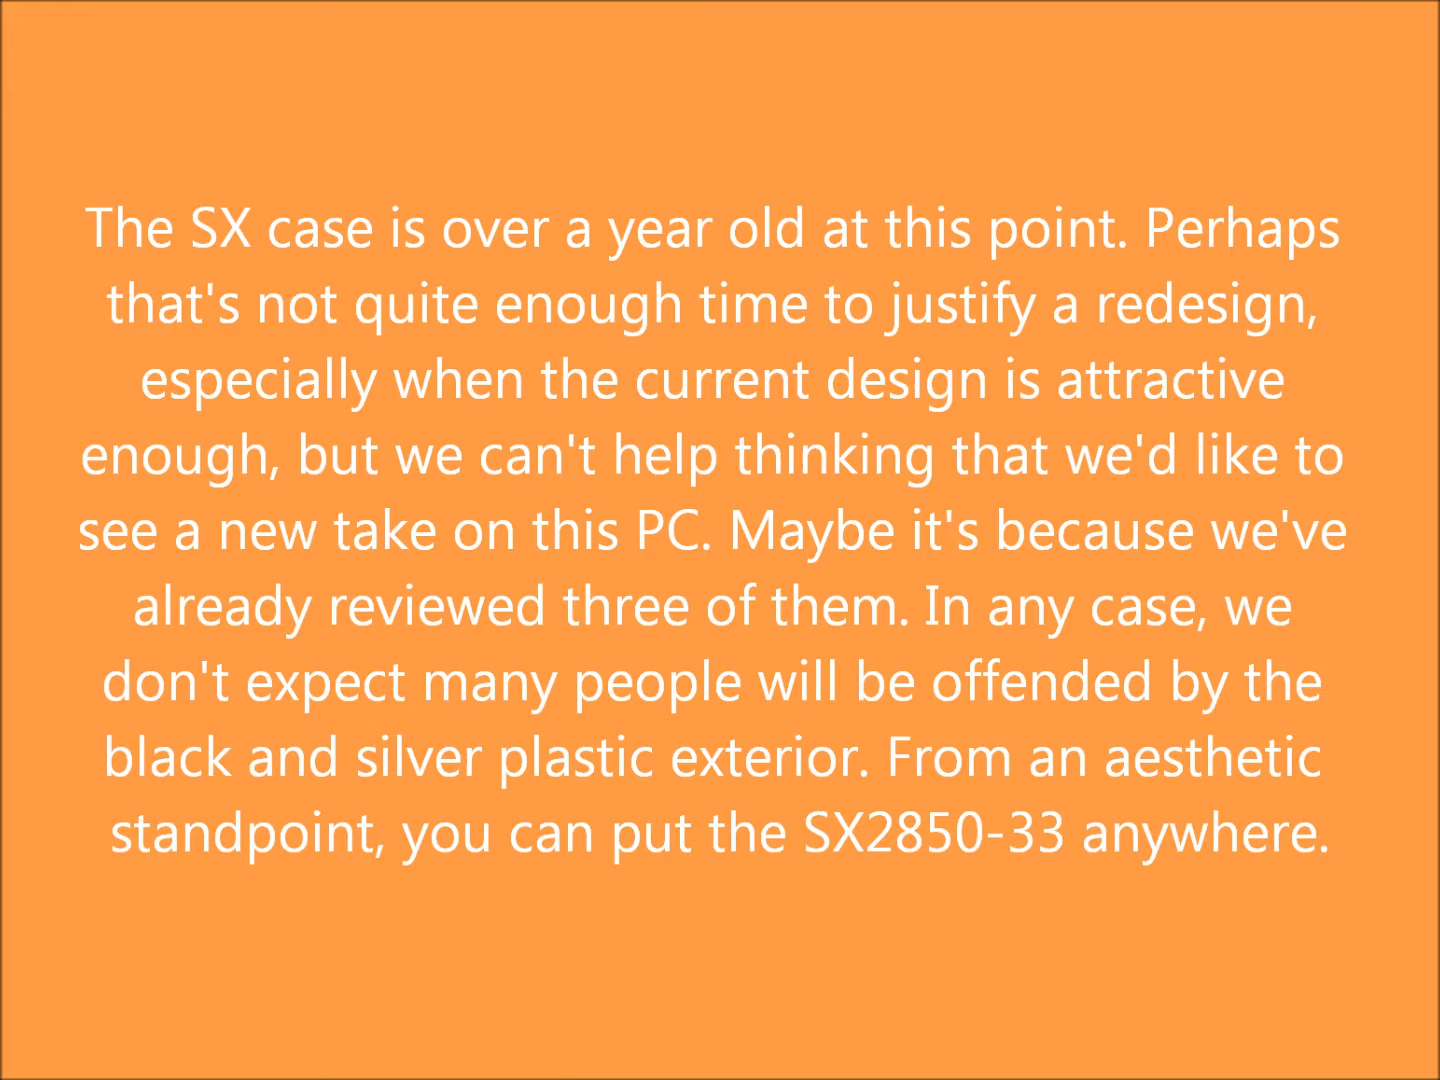 The SX case is over a year old at this point. Perhaps
that's not quite enough time to justify a redesign,
especially when the current design is attractive
enough, but we can't help thinking that we'd like to
see a new take on this PC. Maybe it's because we've
already reviewed three of them. In any case, we
don't expect many people will be offended by the
black and silver plastic exterior. From an aesthetic
standpoint, you can put the SX2850-33 anywhere.